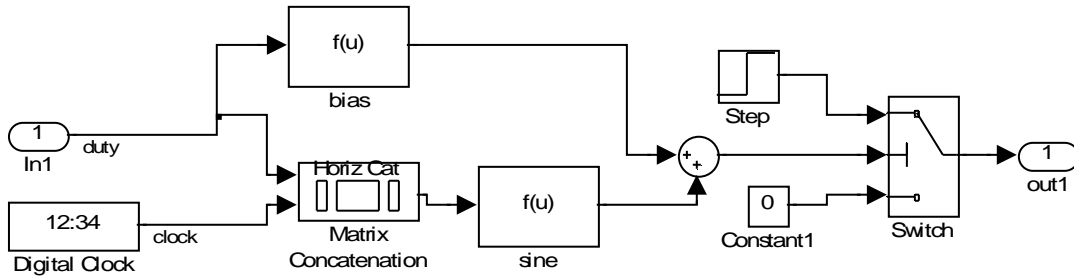 f(u)
bias
Step
1
In1
duty
Horiz Cat
Matrix
Concatenation
12:34
Digital Clock
clock
f(u)
sine
+
+
0
Constant1
Switch
1
out1